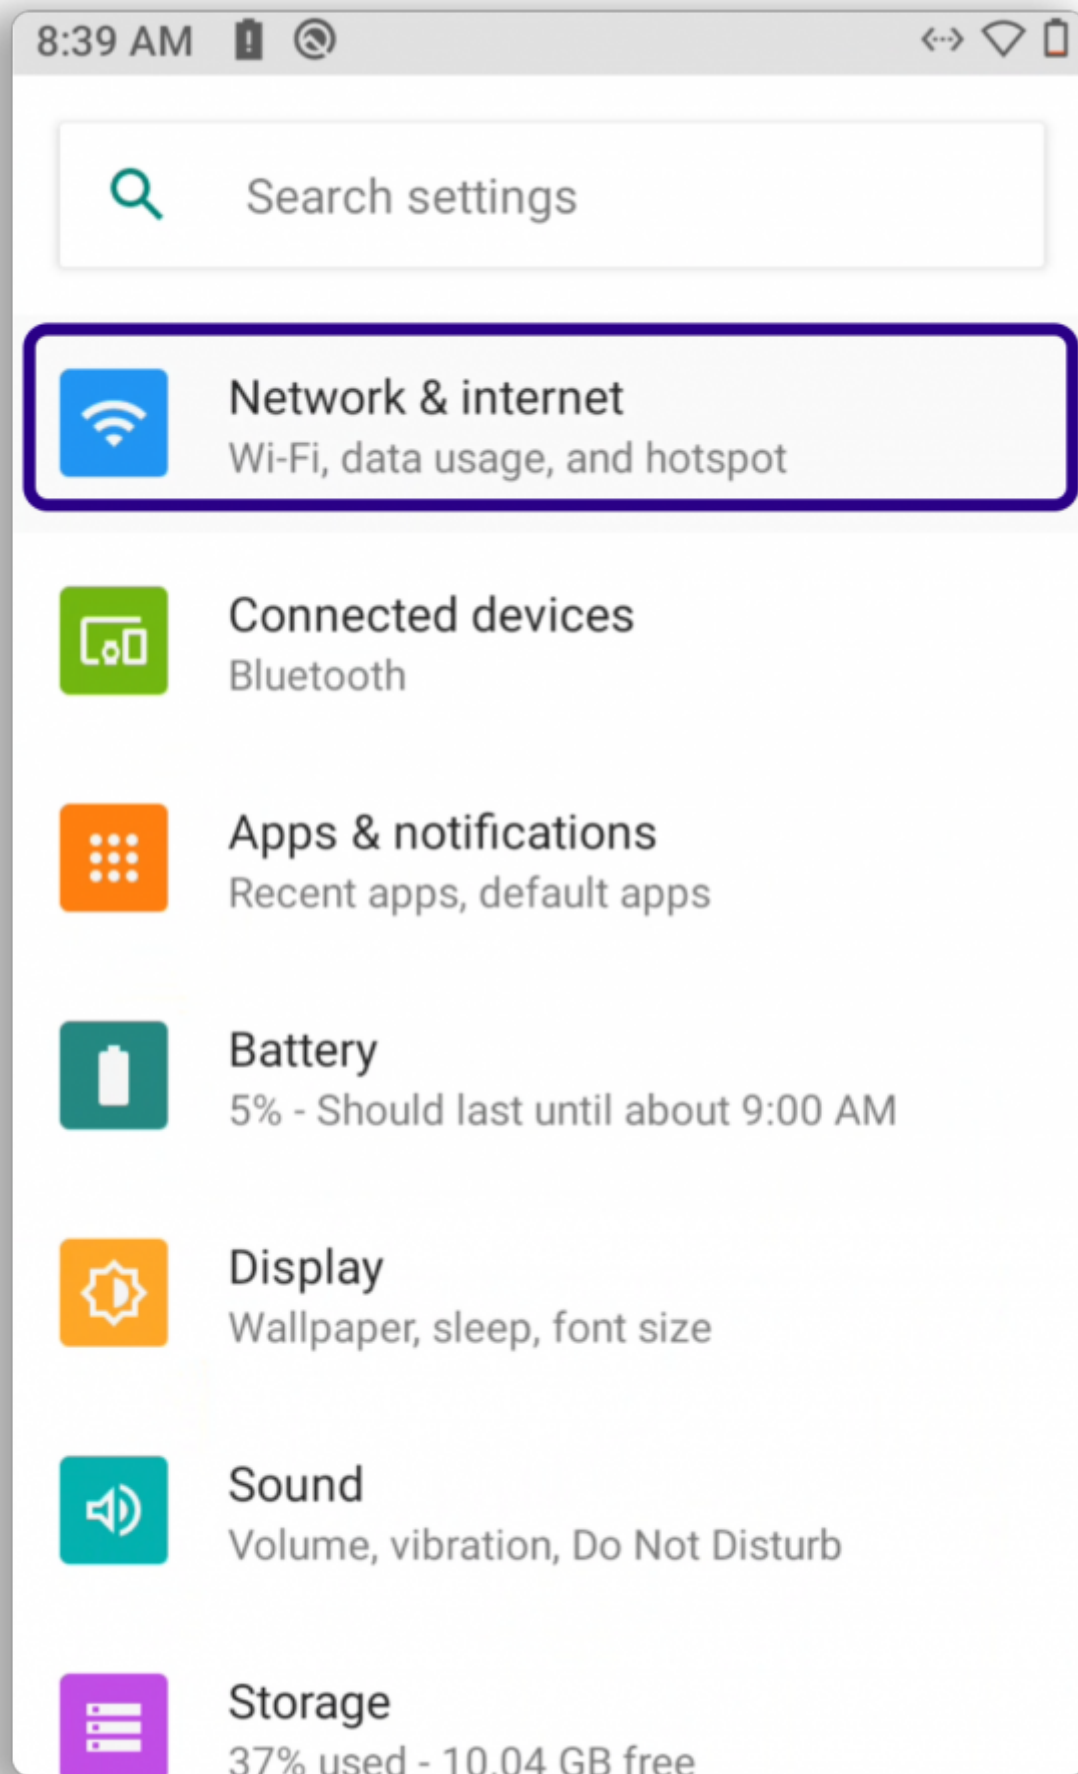 8:39 AM
Search settings
Network & internet
Wi-Fi, data usage, and hotspot
Connected devices
Bluetooth
Apps & notifications
Recent apps, default apps
Battery
5% - Should last until about 9:00 AM
Display
Wallpaper, sleep, font size
Sound
Volume, vibration, Do Not Disturb
Storage
37% used - 10.04 GB free